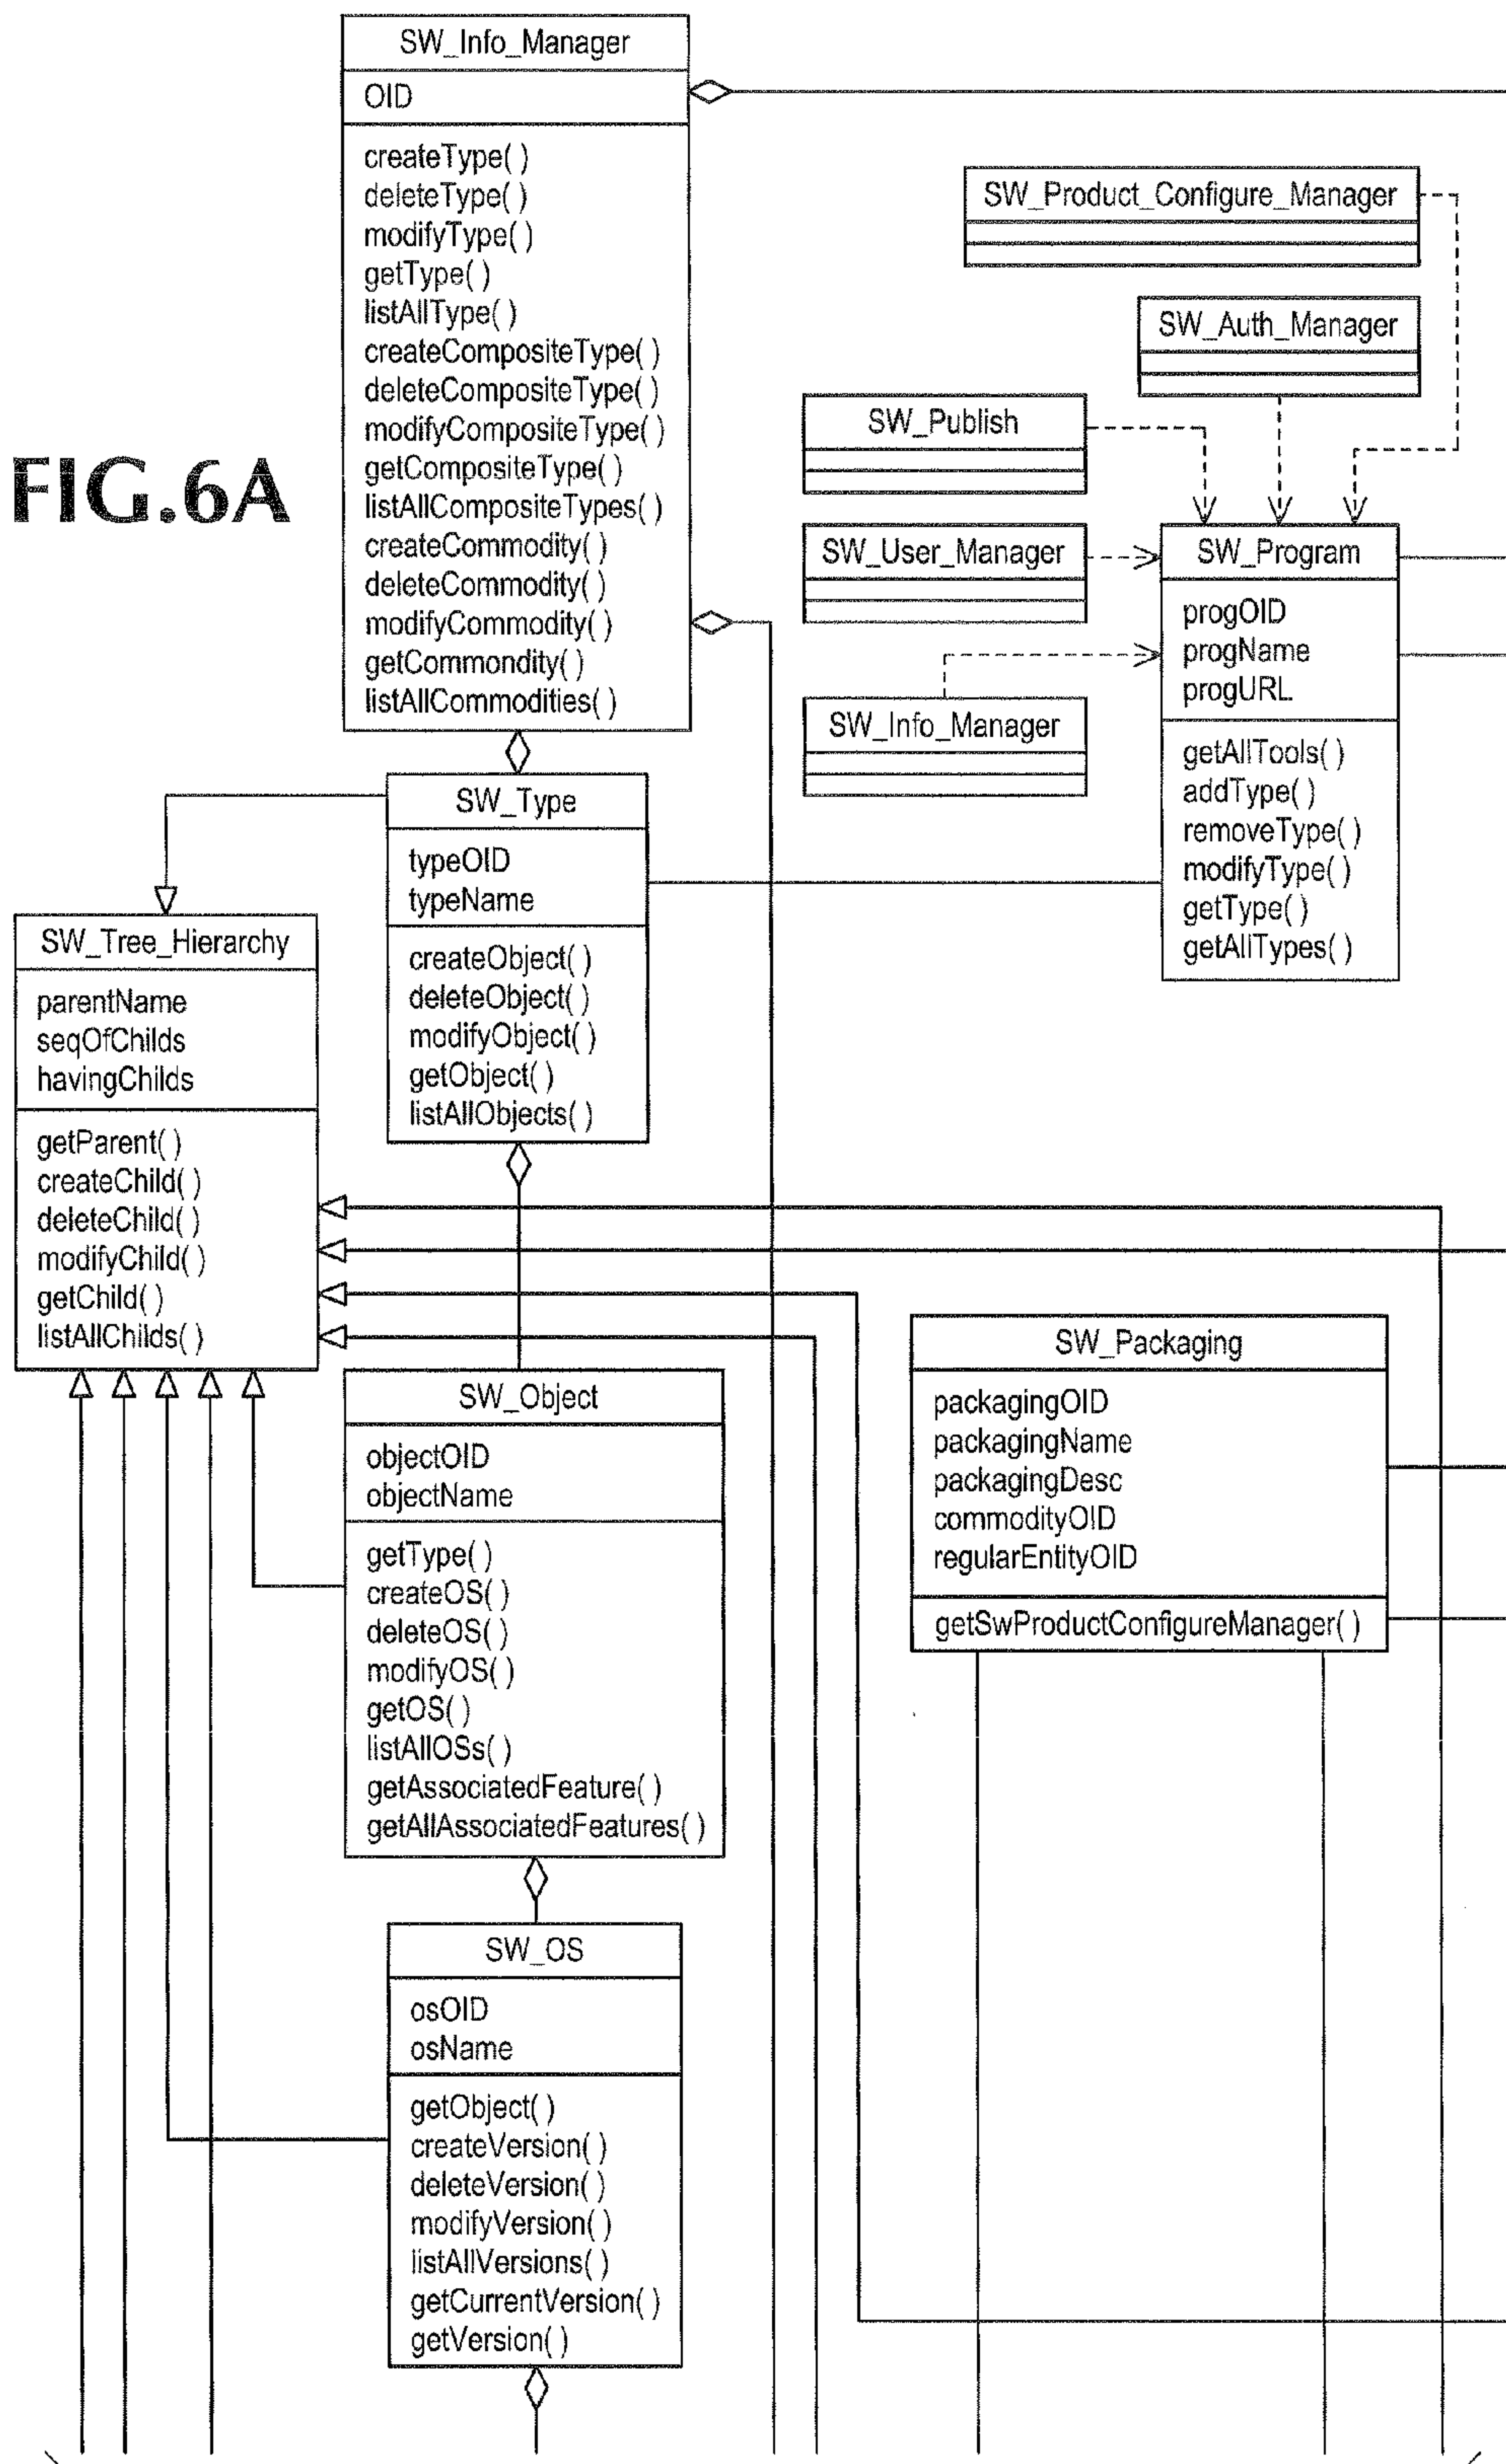 FIG.6A
SW_Info_Manager
OID
createType( )
deleteType( )
modifyType( )
getType( )
listAllType( )
createCompositeType( )
deleteCompositeType( )
modifyCompositeType( )
getCompositeType( )
listAllCompositeTypes( )
createCommodity( )
deleteCommodity( )
modifyCommodity( )
getCommondity( )
listAllCommodities( )
SW_Product_Configure_Manager
SW_Auth_Manager
SW_Publish
SW_User_Manager
SW_Info_Manager
SW_Program
progOID
progName
progURL
getAllTools( )
addType( )
removeType( )
modifyType( )
getType( )
getAllTypes( )
SW_Type
typeOID
typeName
createObject( )
deleteObject( )
modifyObject( )
getObject( )
listAllObjects( )
SW_Tree_Hierarchy
parentName
seqOfChilds
havingChilds
getParent( )
createChild( )
deleteChild( )
modifyChild( )
getChild( )
listAllChilds( )
SW_Object
objectOID
objectName
getType( )
createOS( )
deleteOS( )
modifyOS( )
getOS( )
listAllOSs( )
getAssociatedFeature( )
getAllAssociatedFeatures( )
SW_Packaging
packagingOID
packagingName
packagingDesc
commodityOID
regularEntityOID
getSwProductConfigureManager( )
SW_OS
osOID
osName
getObject( )
createVersion( )
deleteVersion( )
modifyVersion( )
listAllVersions( )
getCurrentVersion( )
getVersion( )